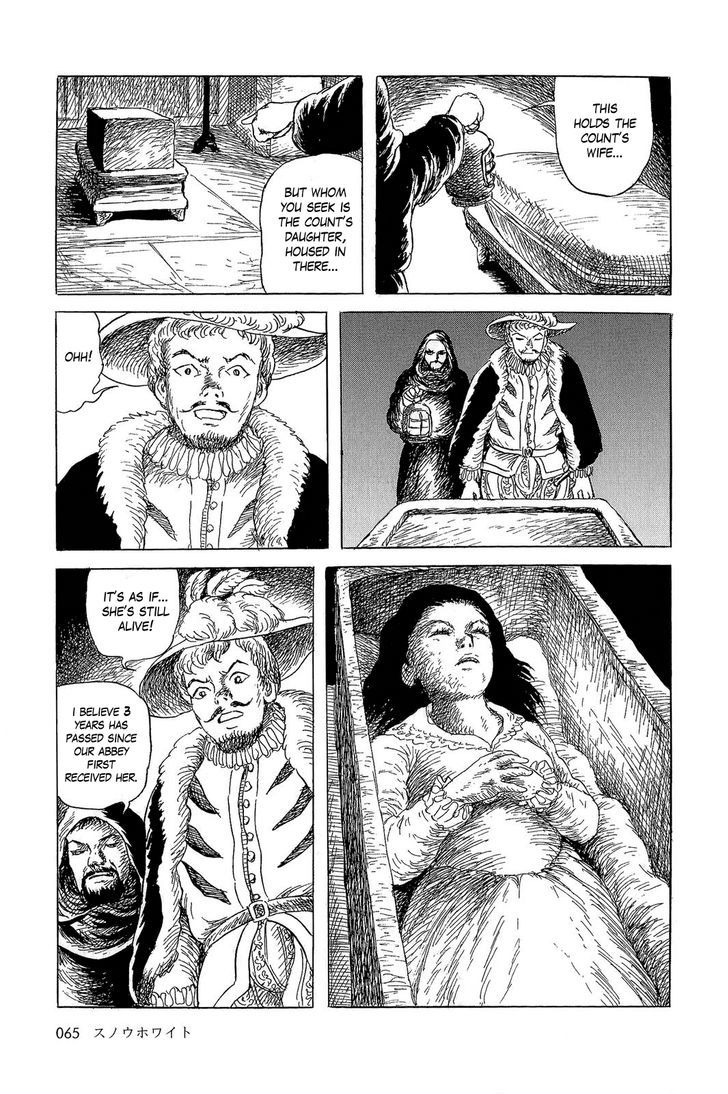 THIS
HOLDS THE
COUNT'S
WIFE...
BUT WHOM
YOU SEEK IS
THE COUNT'S
DAUGHTER,
HOUSED IN
THERE...
OHH!
IT'S AS IF...
SHE'S STILL
ALIVE!
I BELIEVE 3
YEARS HAS
PASSED SINCE
OUR ABBEY
FIRST
RECEIVED HER.
065 スノウホワイト